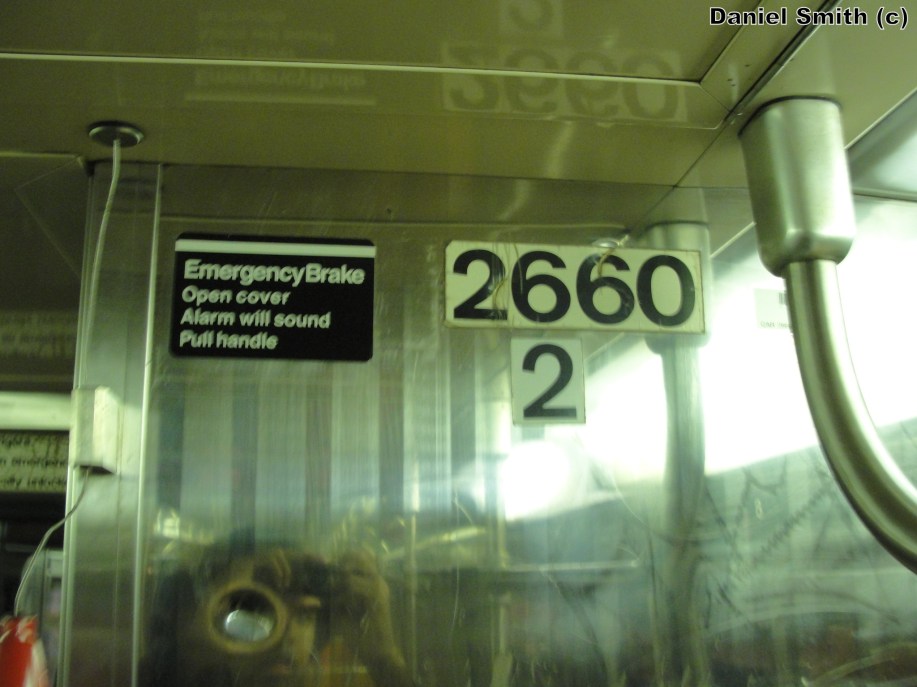 Daniel Smith (c)
Emergency Brake
Open cover
Alarm will sound
Pull handle
2660
2